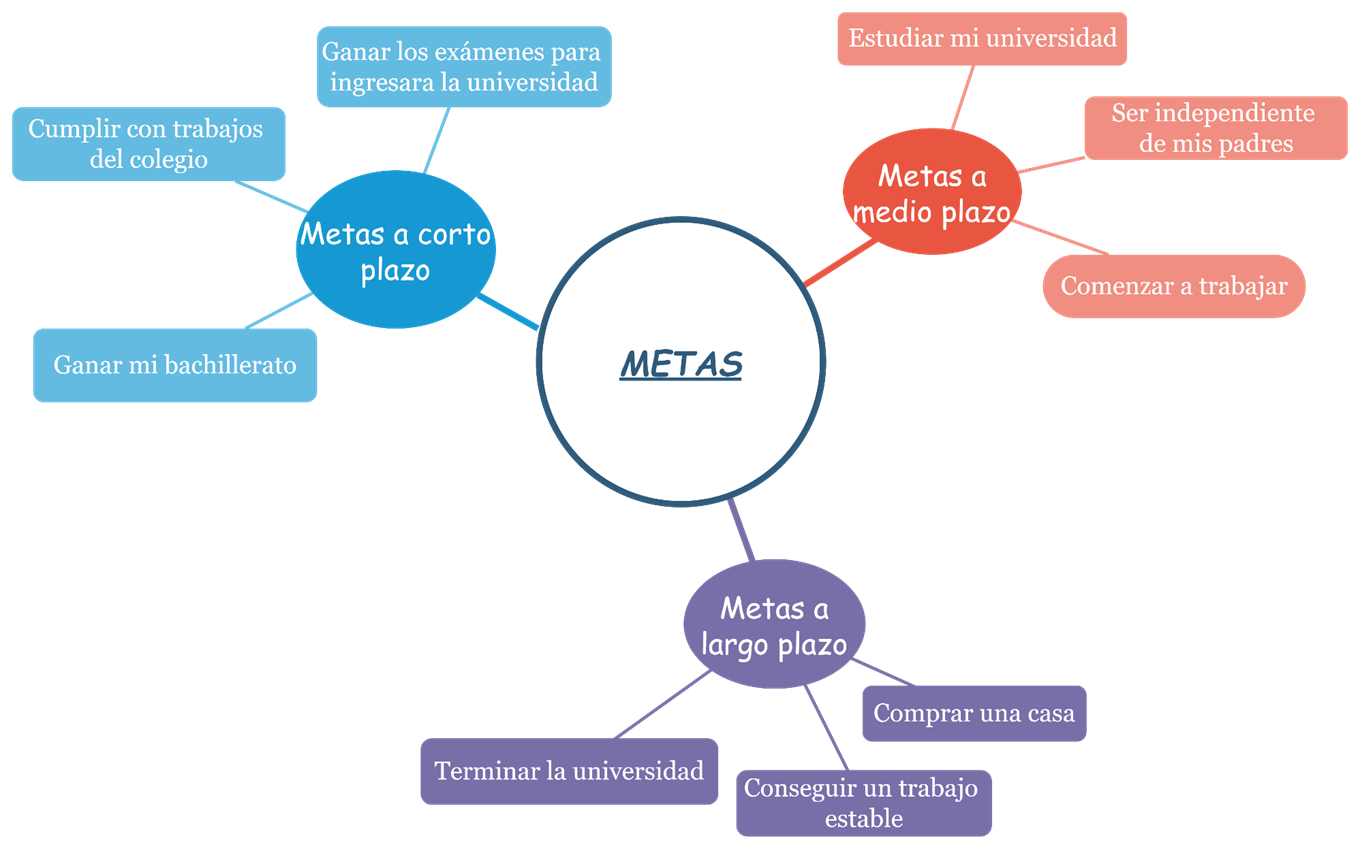 METAS
Metas a corto
plazo
Ganar los exámenes para
ingresara la universidad
Cumplir con trabajos
del colegio
Ganar mi bachillerato
Metas a
medio plazo
Estudiar mi universidad
Ser independiente
de mis padres
Comenzar a trabajar
Metas a
largo plazo
Comprar una casa
Conseguir un trabajo
estable
Terminar la universidad